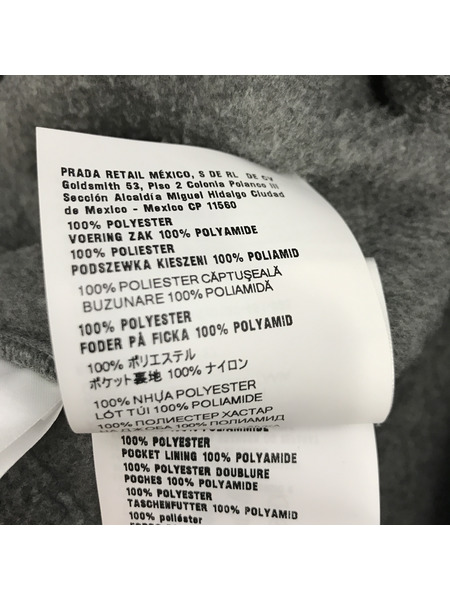 PRADA RETAIL MÉXICO, S DE RL DE CV
Goldsmith 53, Piso 2 Colonia Polanco III
Sección Alcaldía Miguel Hidalgo Ciudad
de Mexico - Mexico CP 11560
100% POLYESTER
VOERING ZAK 100% POLYAMIDE
100% POLIESTER
PODSZEWKA KIESZENI 100% POLIAMID
100% POLIESTER CĂPTUȘEALĂ
BUZUNARE 100% POLIAMIDĂ
100% POLYESTER
FODER PÅ FICKA 100% POLYAMID
100% ポリエステル
ポケット裏地 100% ナイロン
100% NHỰA POLYESTER
LÓT TÚI 100% POLIAMIDE
100% ПОЛИЕСТЕР ХАСТАР
НА ДЖОБА 100% ПОЛИАМИД
100% POLYESTER
POCKET LINING 100% POLYAMIDE
100% POLYESTER DOUBLURE
POCHES 100% POLYAMIDE
100% POLYESTER
TASCHENFUTTER 100% POLYAMID
100% poliéster